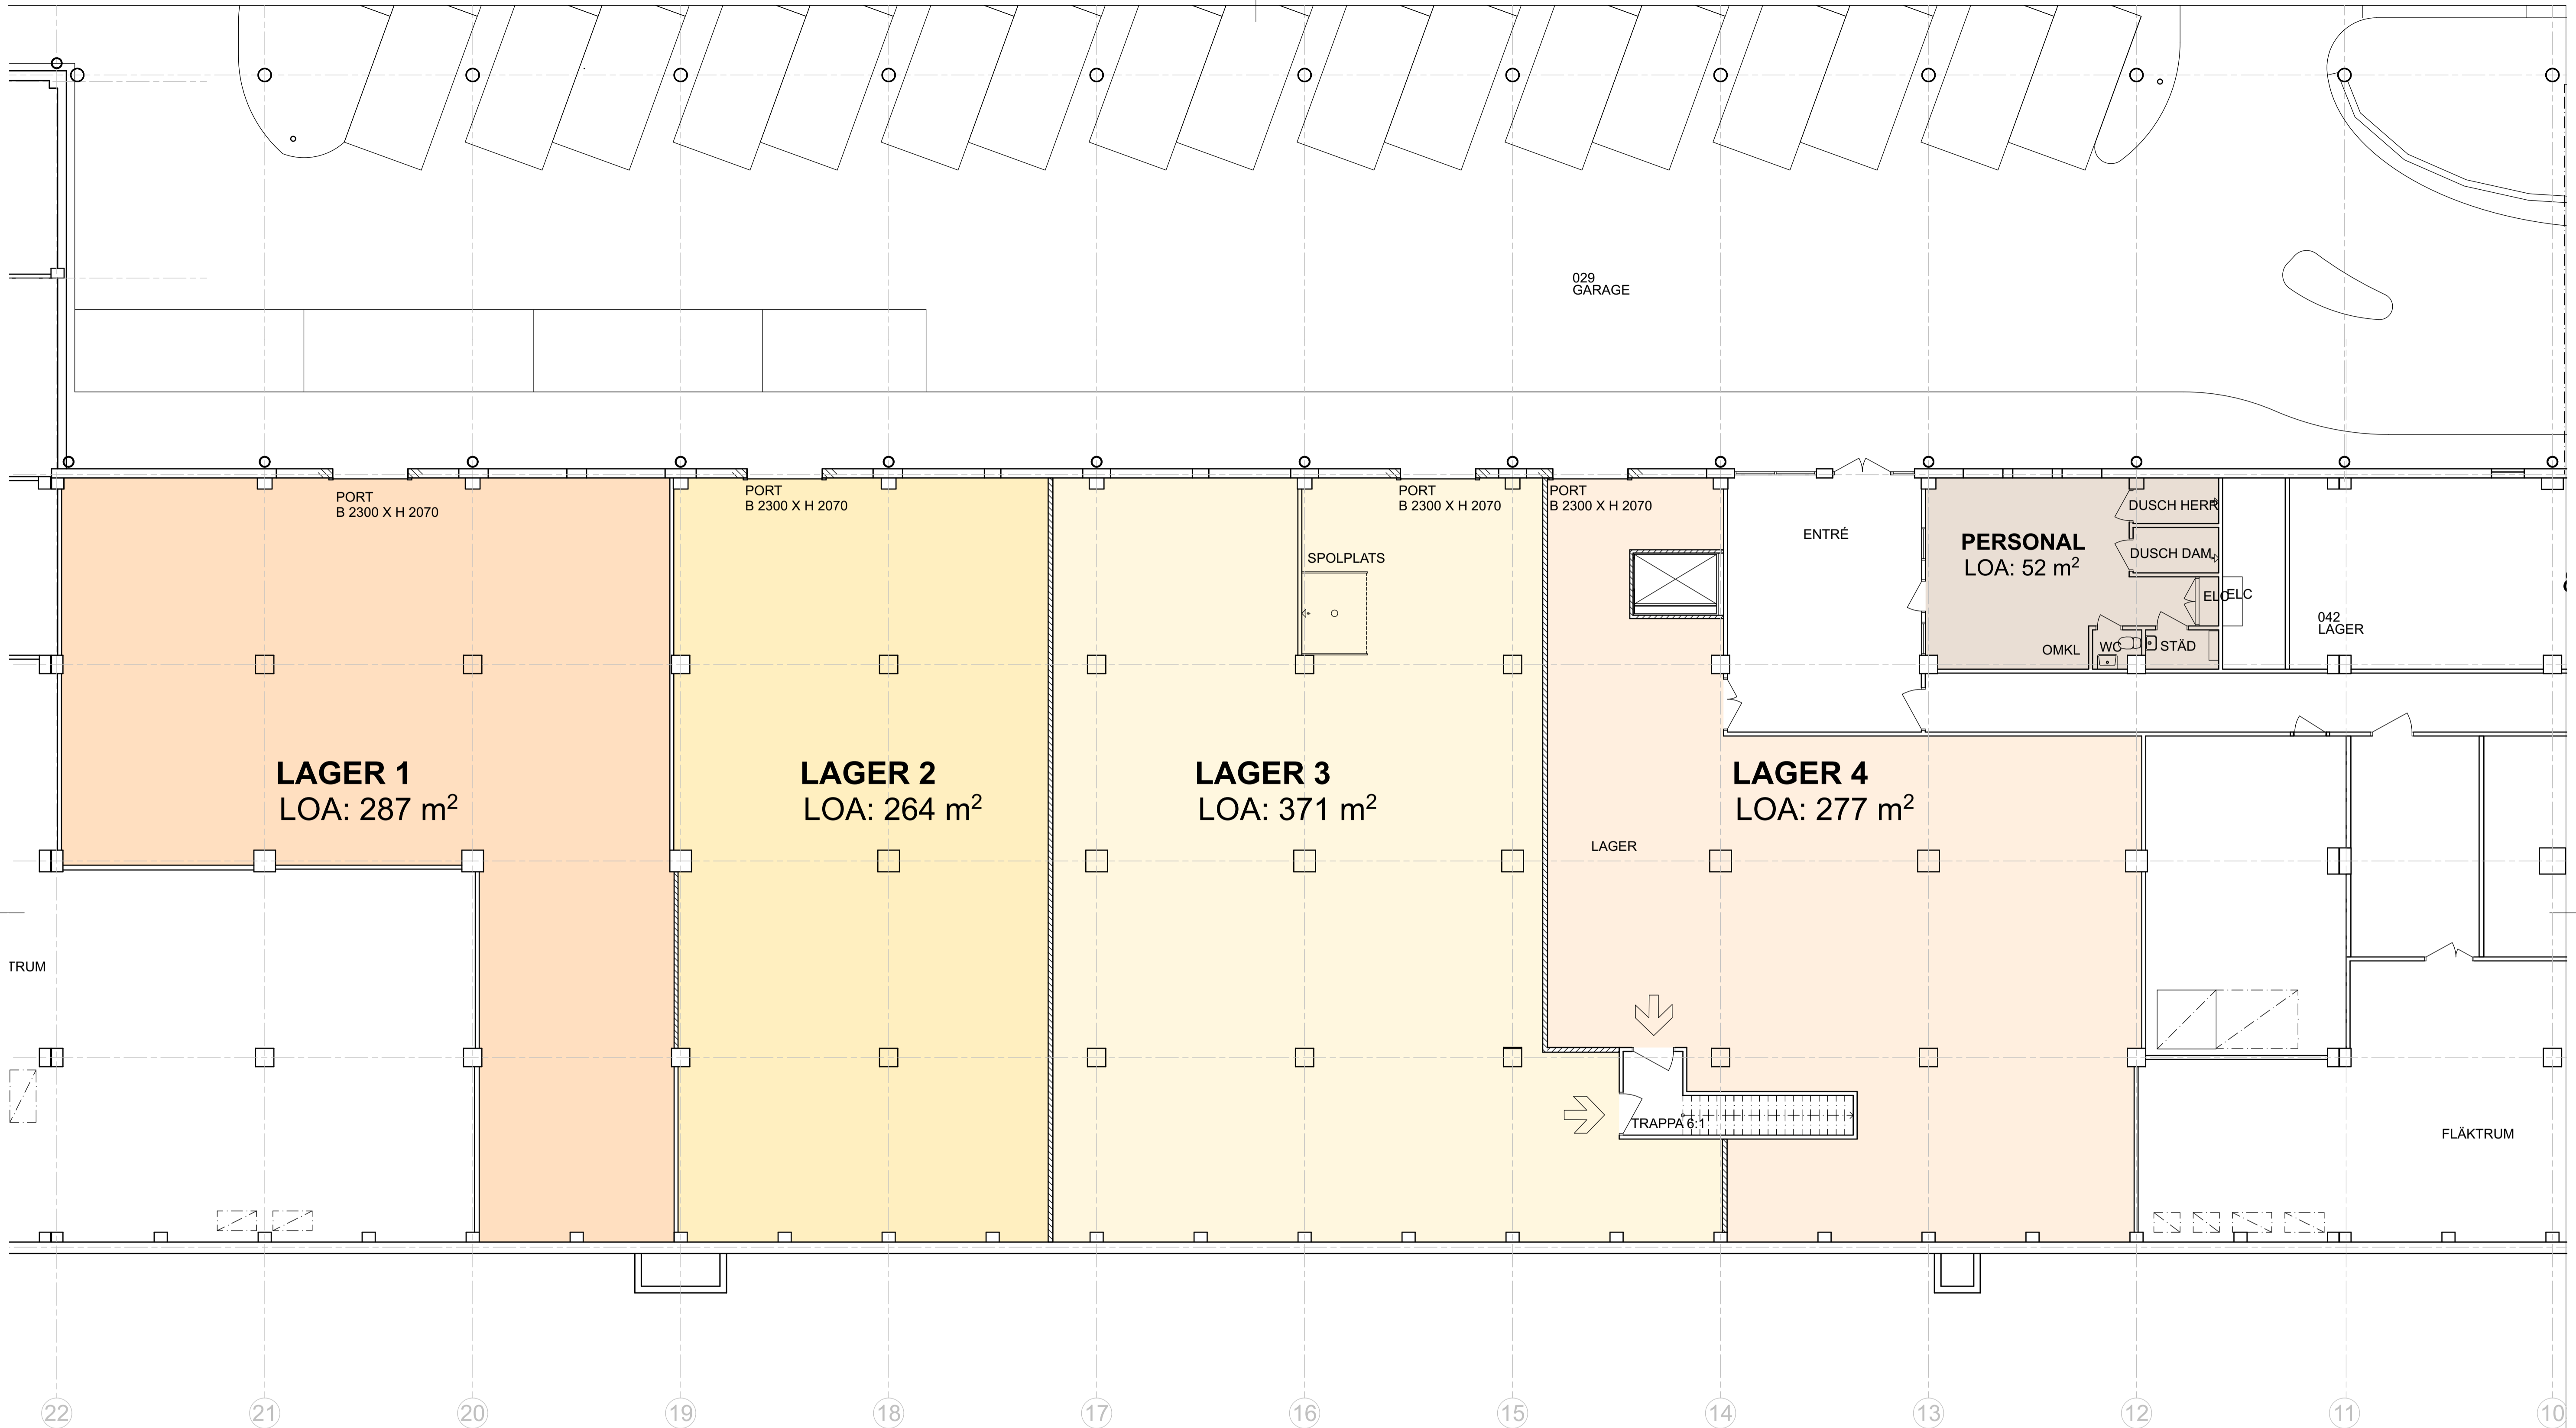 029
GARAGE
PORT
B 2300 X H 2070
PORT
B 2300 X H 2070
PORT
B 2300 X H 2070
PORT
B 2300 X H 2070
SPOLPLATS
ENTRÉ
PERSONAL
LOA: 52 m²
DUSCH HERR
DUSCH DAM
ELC
ELC
042
LAGER
OMKL
WC
STÄD
LAGER 1
LOA: 287 m²
LAGER 2
LOA: 264 m²
LAGER 3
LOA: 371 m²
LAGER 4
LOA: 277 m²
LAGER
TRUM
TRAPPA 6:1
FLÄKTRUM
22 21 20 19 18 17 16 15 14 13 12 11 10